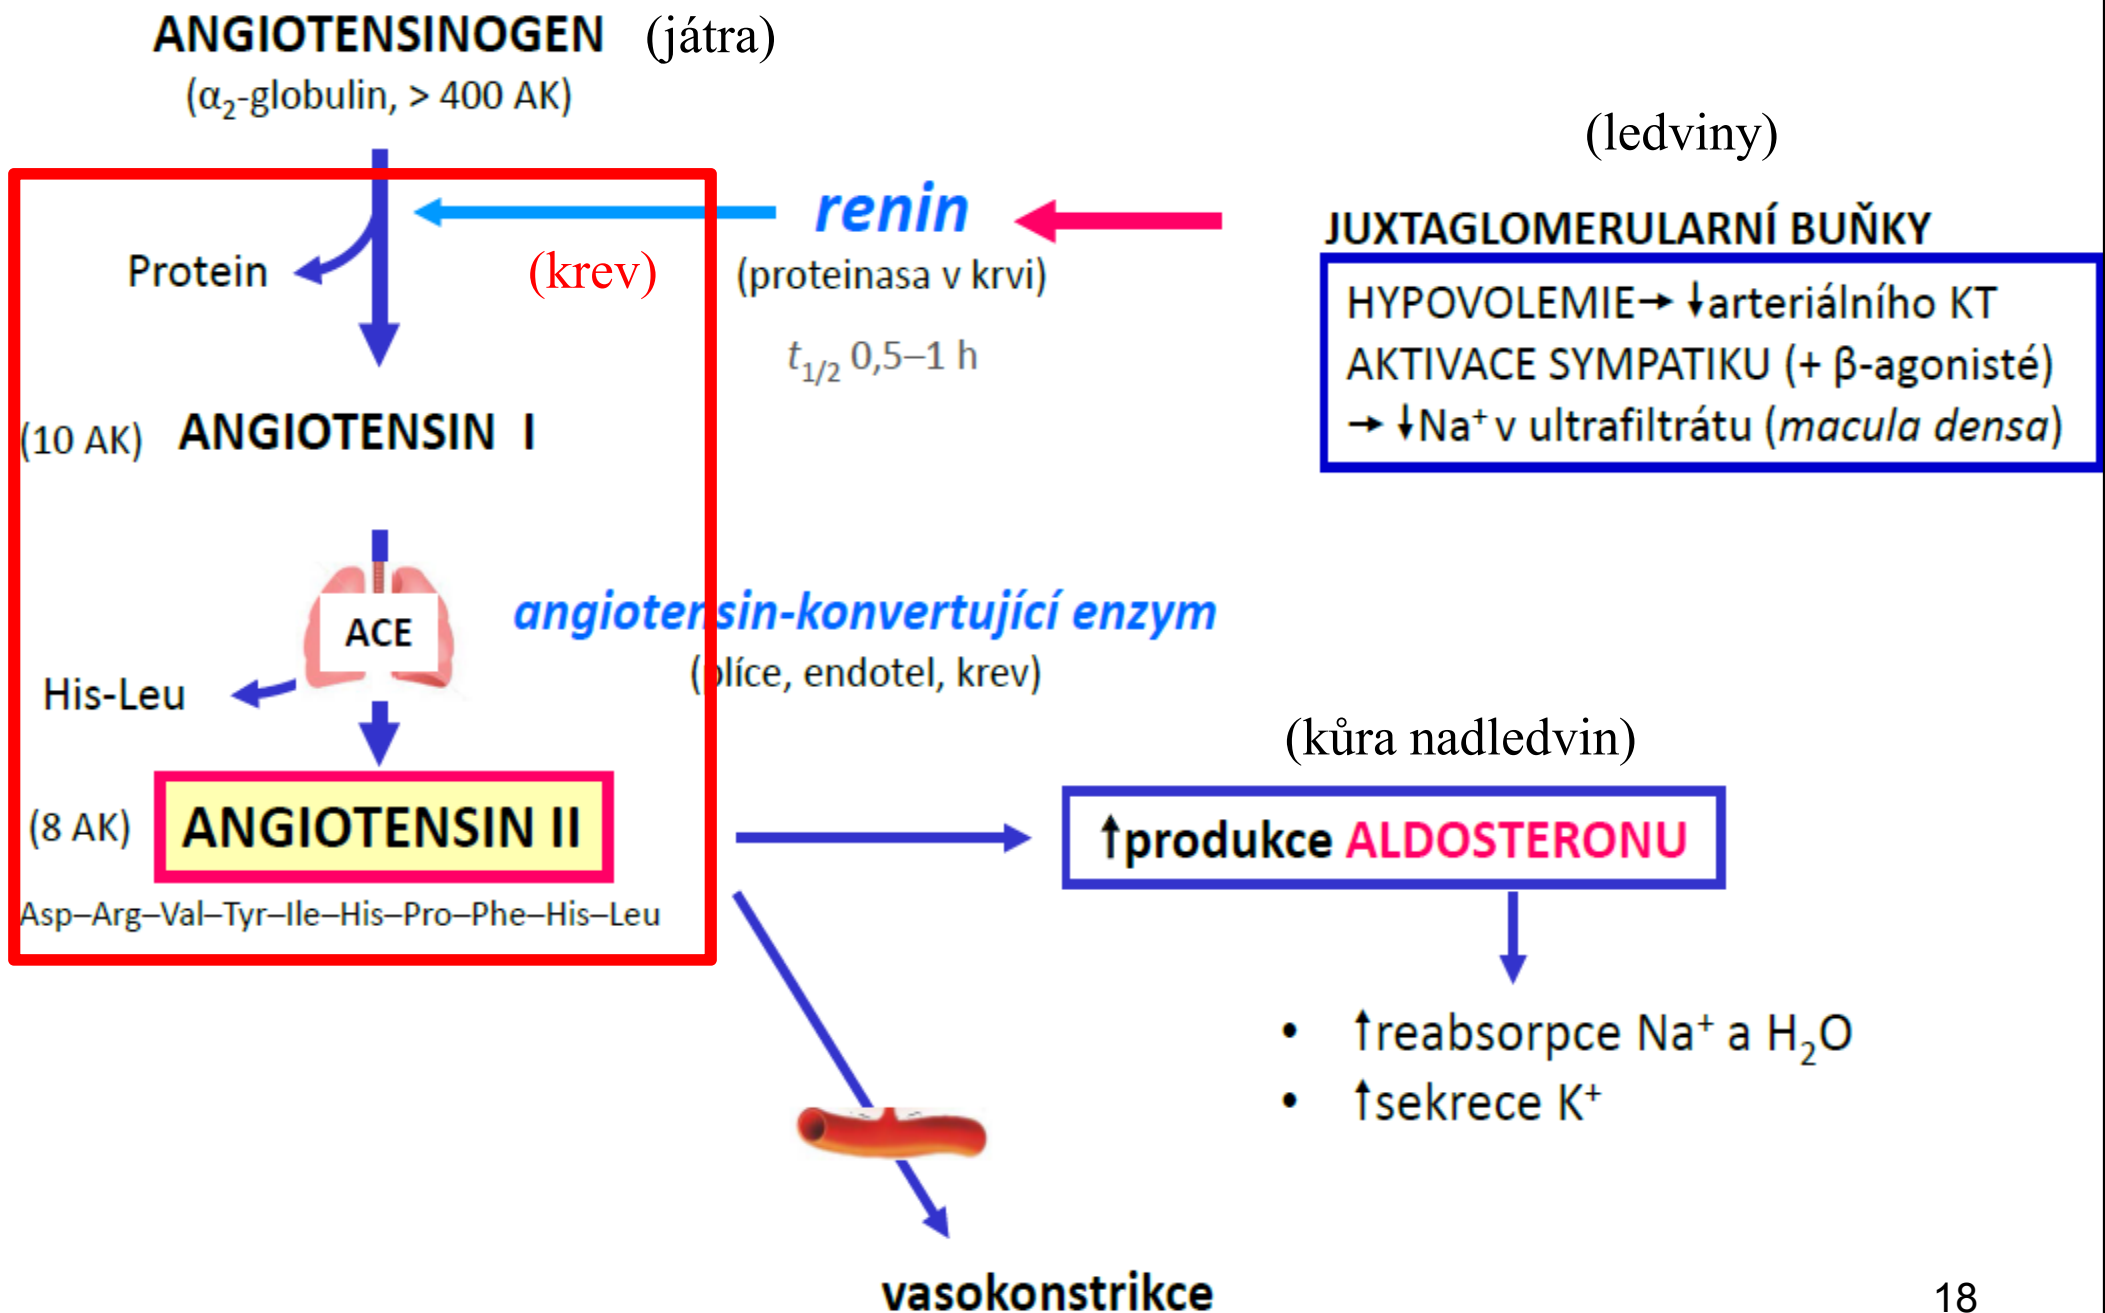 ANGIOTENSINOGEN (játra)
(α₂-globulin, > 400 AK)
(ledviny)
renin
JUXTAGLOMERULARNÍ BUŇKY
Protein
(krev)
(proteinasa v krvi)
t₁/₂ 0,5–1 h
HYPOVOLEMIE→ ↓arteriálního KT
AKTIVACE SYMPATIKU (+ β-agonisté)
→ ↓Na⁺ v ultrafiltrátu (macula densa)
(10 AK) ANGIOTENSIN I
ACE
angiotensin-konvertující enzym
(plíce, endotel, krev)
His-Leu
(kůra nadledvin)
(8 AK) ANGIOTENSIN II
↑produkce ALDOSTERONU
Asp–Arg–Val–Tyr–Ile–His–Pro–Phe–His–Leu
• ↑reabsorpce Na⁺ a H₂O
• ↑sekrece K⁺
vasokonstrikce
18